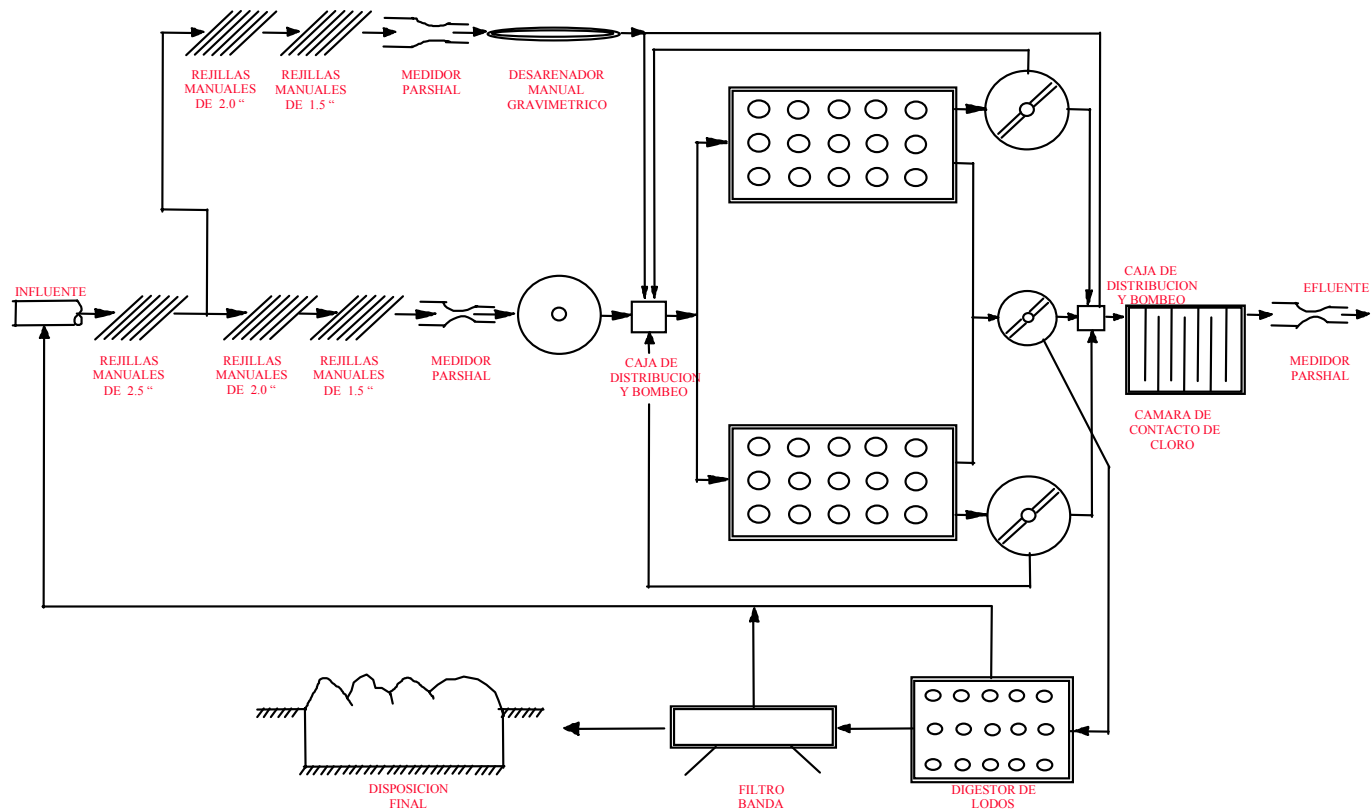 REJILLAS
MANUALES
DE 2.0 “
REJILLAS
MANUALES
DE 1.5 “
MEDIDOR
PARSHAL
DESARENADOR
MANUAL
GRAVIMETRICO
INFLUENTE
REJILLAS
MANUALES
DE 2.5 “
REJILLAS
MANUALES
DE 2.0 “
REJILLAS
MANUALES
DE 1.5 “
MEDIDOR
PARSHAL
CAJA DE
DISTRIBUCION
Y BOMBEO
CAJA DE
DISTRIBUCION
Y BOMBEO
EFLUENTE
MEDIDOR
PARSHAL
CAMARA DE
CONTACTO DE
CLORO
DISPOSICION
FINAL
FILTRO
BANDA
DIGESTOR DE
LODOS